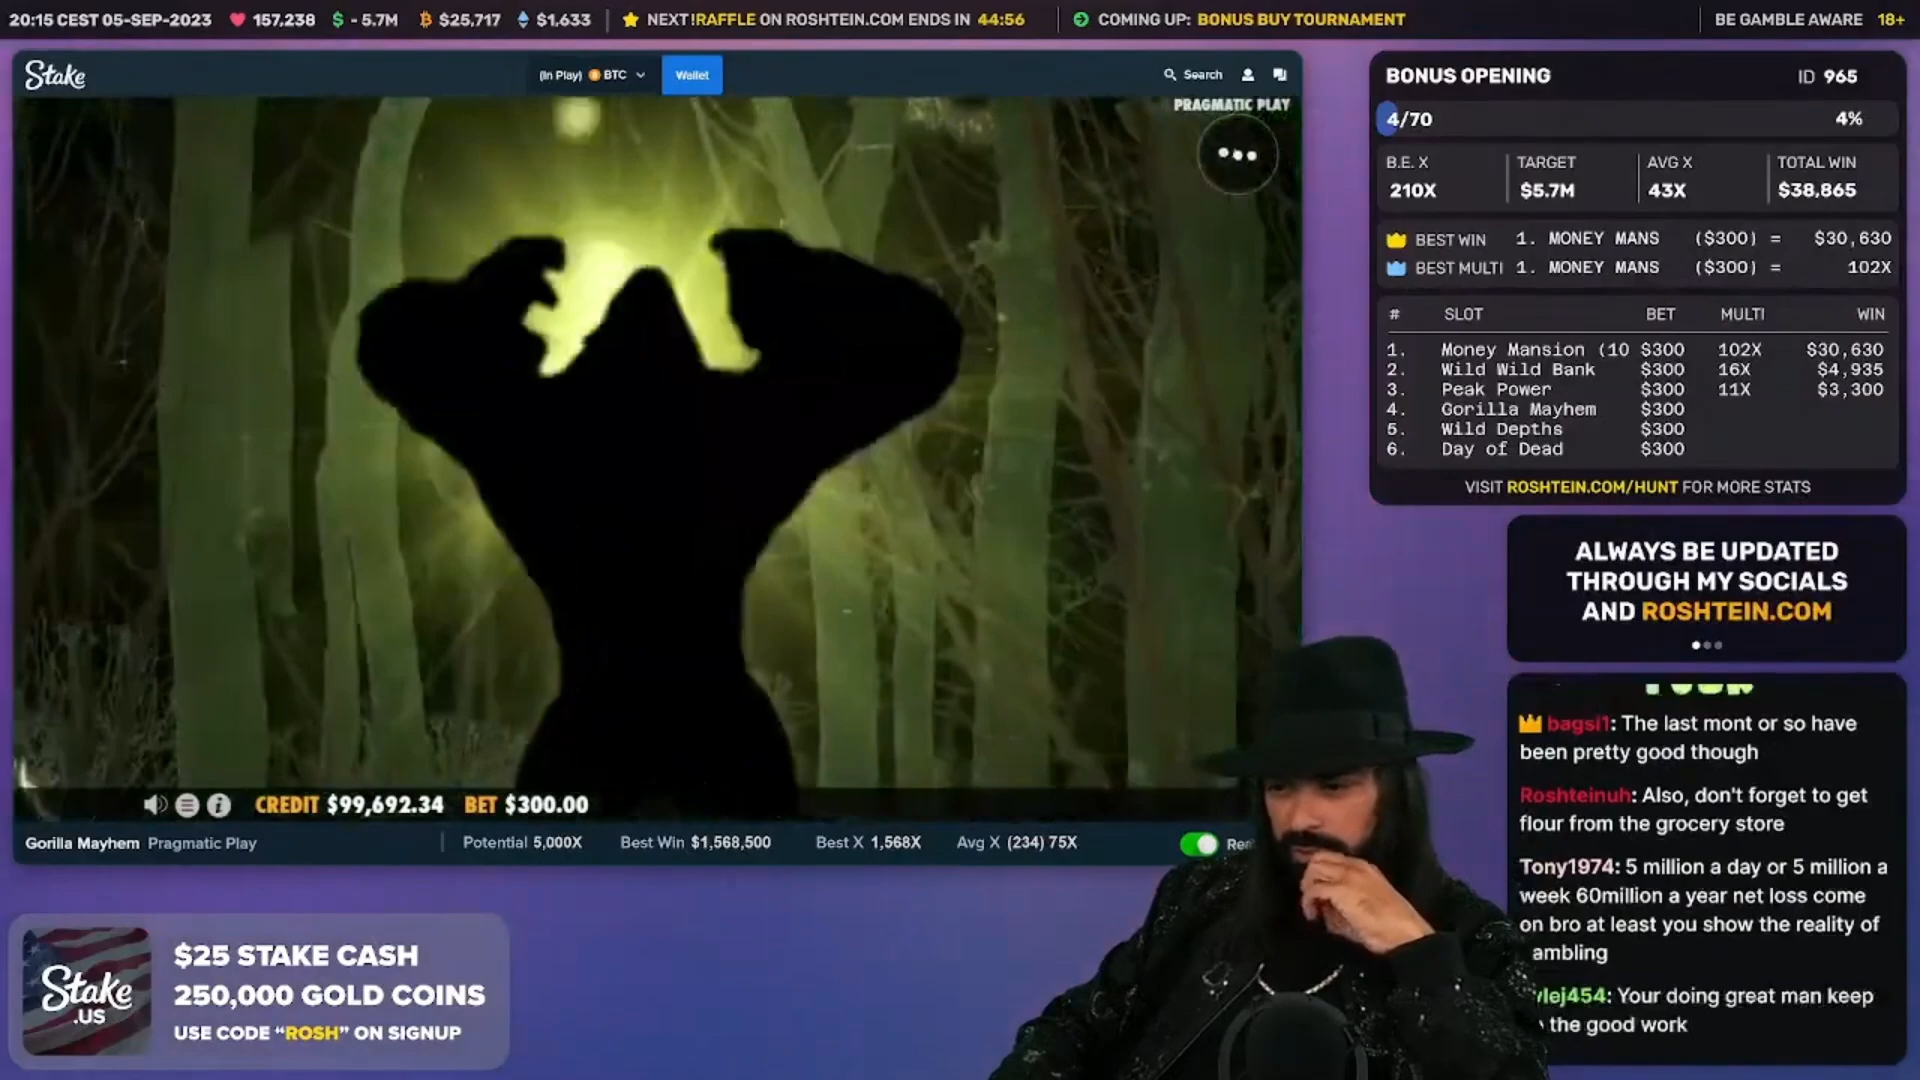 20:15 CEST 05-SEP-2023 157,238 $ - 5.7M $25,717 $1,633 NEXT !RAFFLE ON ROSHTEIN.COM ENDS IN 44:56 COMING UP: BONUS BUY TOURNAMENT BE GAMBLE AWARE 18+
Stake (In Play) BTC Wallet Search
PRAGMATIC PLAY
CREDIT $99,692.34 BET $300.00
Gorilla Mayhem Pragmatic Play Potential 5,000X Best Win $1,568,500 Best X 1,568X Avg X (234) 75X
BONUS OPENING ID 965
4/70 4%
B.E. X TARGET AVG X TOTAL WIN
210X $5.7M 43X $38,865
BEST WIN 1. MONEY MANS ($300) = $30,630
BEST MULTI 1. MONEY MANS ($300) = 102X
# SLOT BET MULTI WIN
1. Money Mansion (10 $300 102X $30,630
2. Wild Wild Bank $300 16X $4,935
3. Peak Power $300 11X $3,300
4. Gorilla Mayhem $300
5. Wild Depths $300
6. Day of Dead $300
VISIT ROSHTEIN.COM/HUNT FOR MORE STATS
ALWAYS BE UPDATED
THROUGH MY SOCIALS
AND ROSHTEIN.COM
bagsi1: The last mont or so have
been pretty good though
Roshteinuh: Also, don't forget to get
flour from the grocery store
Tony1974: 5 million a day or 5 million a
week 60million a year net loss come
on bro at least you show the reality of
ambling
lej454: Your doing great man keep
the good work
Stake
.US
$25 STAKE CASH
250,000 GOLD COINS
USE CODE “ROSH” ON SIGNUP